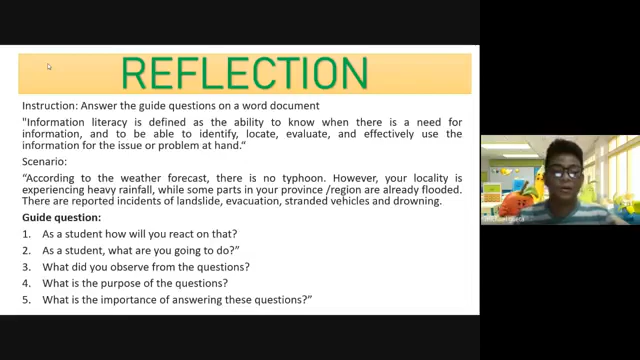 REFLECTION
Instruction: Answer the guide questions on a word document
"Information literacy is defined as the ability to know when there is a need for
information, and to be able to identify, locate, evaluate, and effectively use the
information for the issue or problem at hand.“
Scenario:
“According to the weather forecast, there is no typhoon. However, your locality is
experiencing heavy rainfall, while some parts in your province /region are already flooded.
There are reported incidents of landslide, evacuation, stranded vehicles and drowning.
Guide question:
1. As a student how will you react on that?
2. As a student, what are you going to do?”
3. What did you observe from the questions?
4. What is the purpose of the questions?
5. What is the importance of answering these questions?”